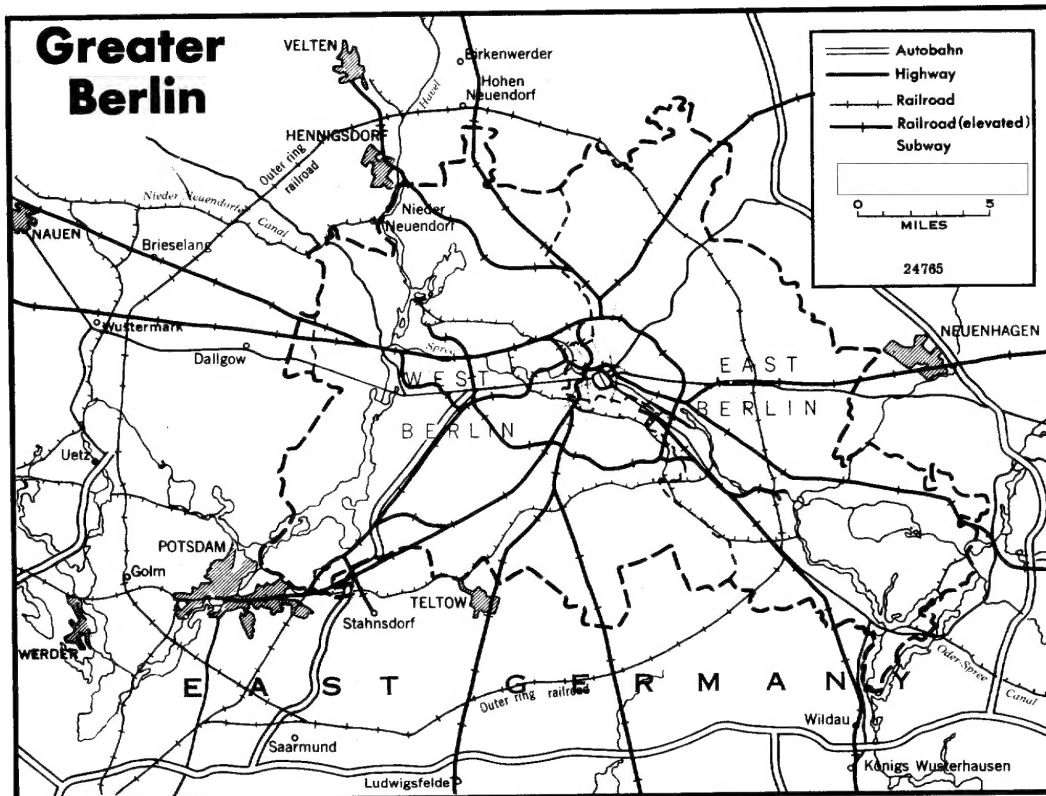 Greater
Berlin
VELTEN
Birkenwerder
Hohen
Neuendorf
Havel
HENNIGSDORF
Outer ring
railroad
Autobahn
Highway
Railroad
Railroad (elevated)
Subway
0 5
MILES
24765
Nieder Neuendorfer
Canal
Nieder
Neuendorf
NAUEN
Brieselang
Wustermark
Dallgow
Spree
WEST
BERLIN
EAST
BERLIN
NEUENHAGEN
Uetz
POTSDAM
Golm
WERDER
TELTOW
Stahnsdorf
EAST GERMANY
Outer ring railroad
Oder-Spree
Canal
Saarmund
Wildau
Ludwigsfelde
Königs Wusterhausen